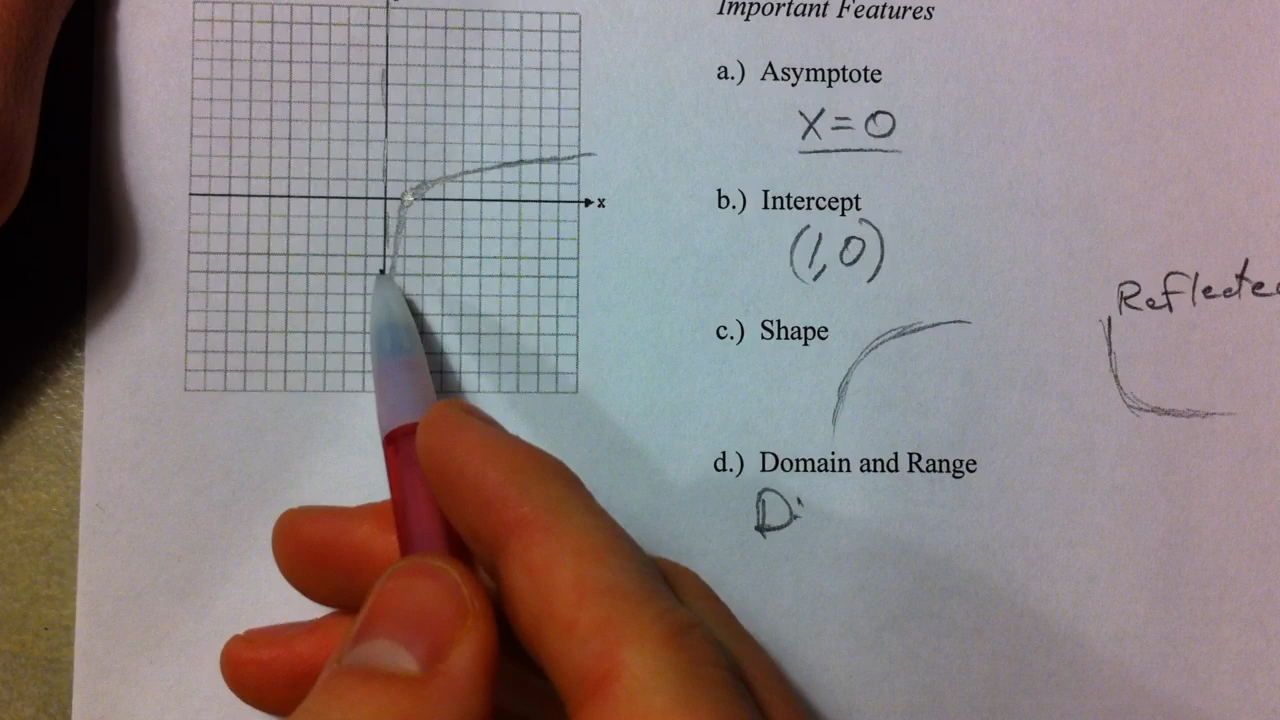 Important Features
a.) Asymptote
X=0
b.) Intercept
(1,0)
x
Reflecte
c.) Shape
d.) Domain and Range
D: